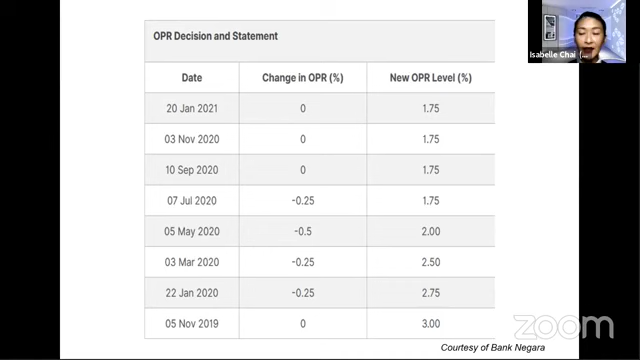 OPR Decision and Statement
Date Change in OPR (%) New OPR Level (%)
20 Jan 2021 0 1.75
03 Nov 2020 0 1.75
10 Sep 2020 0 1.75
07 Jul 2020 -0.25 1.75
05 May 2020 -0.5 2.00
03 Mar 2020 -0.25 2.50
22 Jan 2020 -0.25 2.75
05 Nov 2019 0 3.00
Courtesy of Bank Negara
Isabelle Chai (
zoom